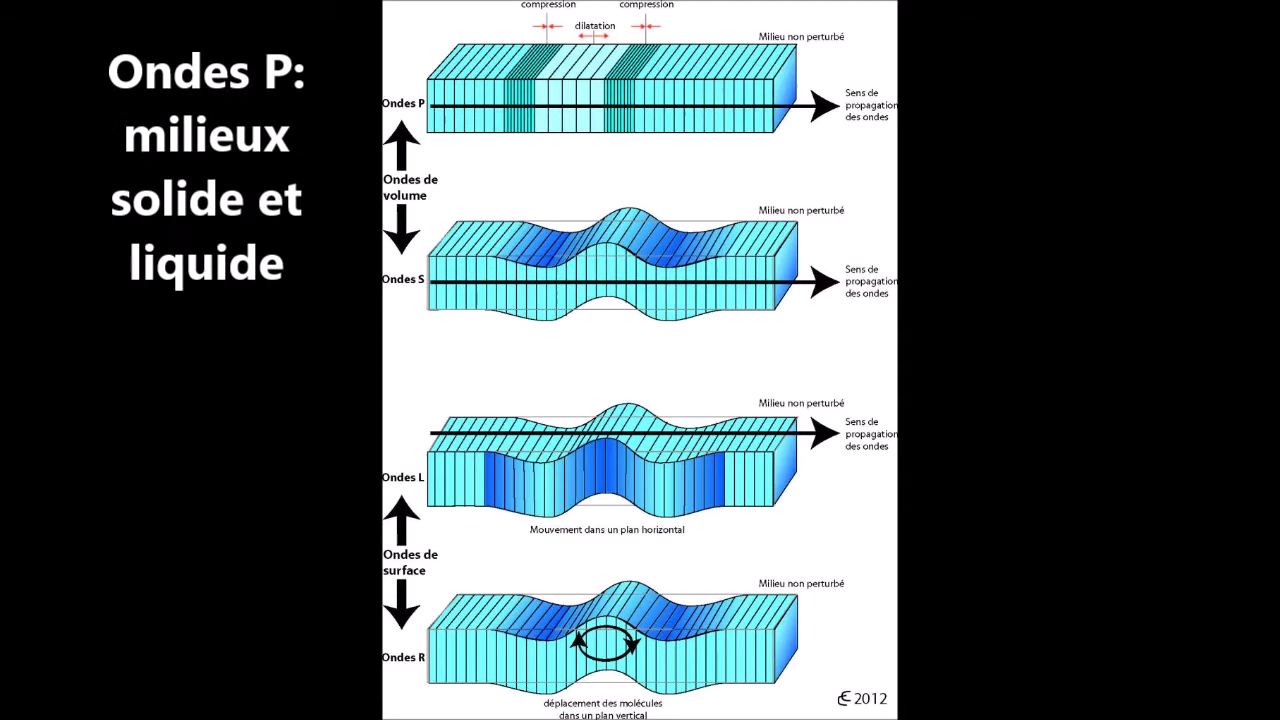 Ondes P:
milieux
solide et
liquide
compression
compression
dilatation
Milieu non perturbé
Ondes P
Sens de
propagation
des ondes
Ondes de
volume
Milieu non perturbé
Ondes S
Sens de
propagation
des ondes
Milieu non perturbé
Sens de
propagation
des ondes
Ondes L
Mouvement dans un plan horizontal
Ondes de
surface
Milieu non perturbé
Ondes R
déplacement des molécules
dans un plan vertical
2012